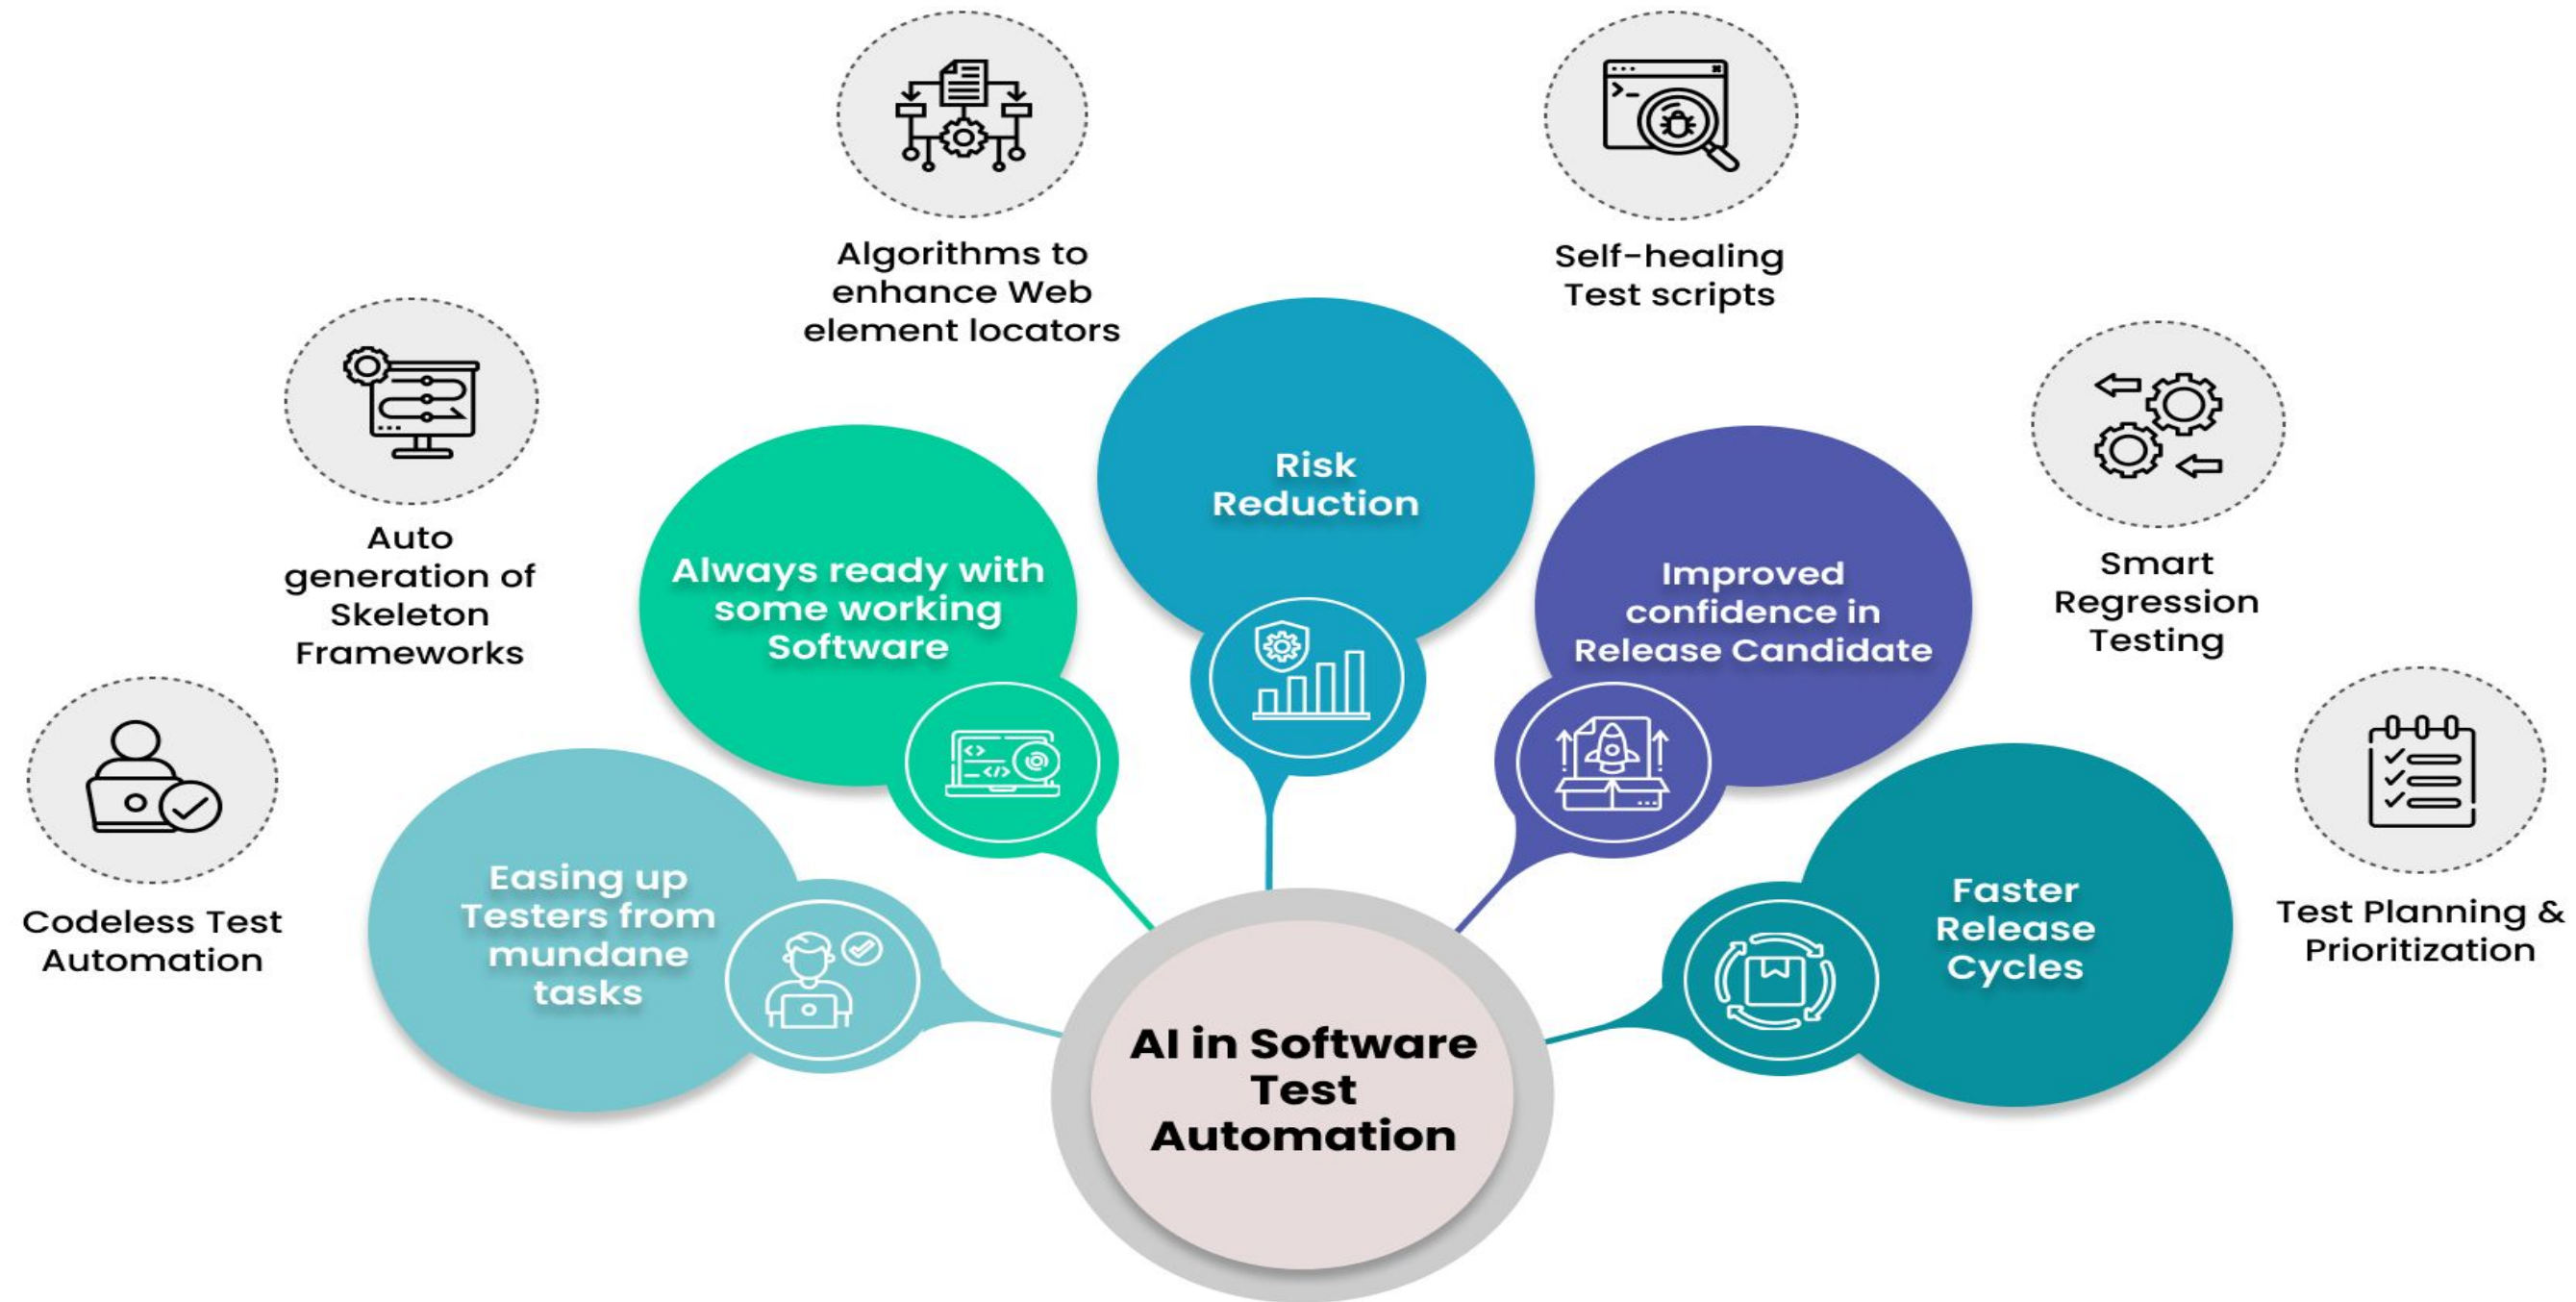 Algorithms to
enhance Web
element locators
Self-healing
Test scripts
Auto
generation of
Skeleton
Frameworks
Risk
Reduction
Always ready with
some working
Software
Improved
confidence in
Release Candidate
Smart
Regression
Testing
Codeless Test
Automation
Easing up
Testers from
mundane
tasks
Faster
Release
Cycles
Test Planning &
Prioritization
AI in Software
Test
Automation